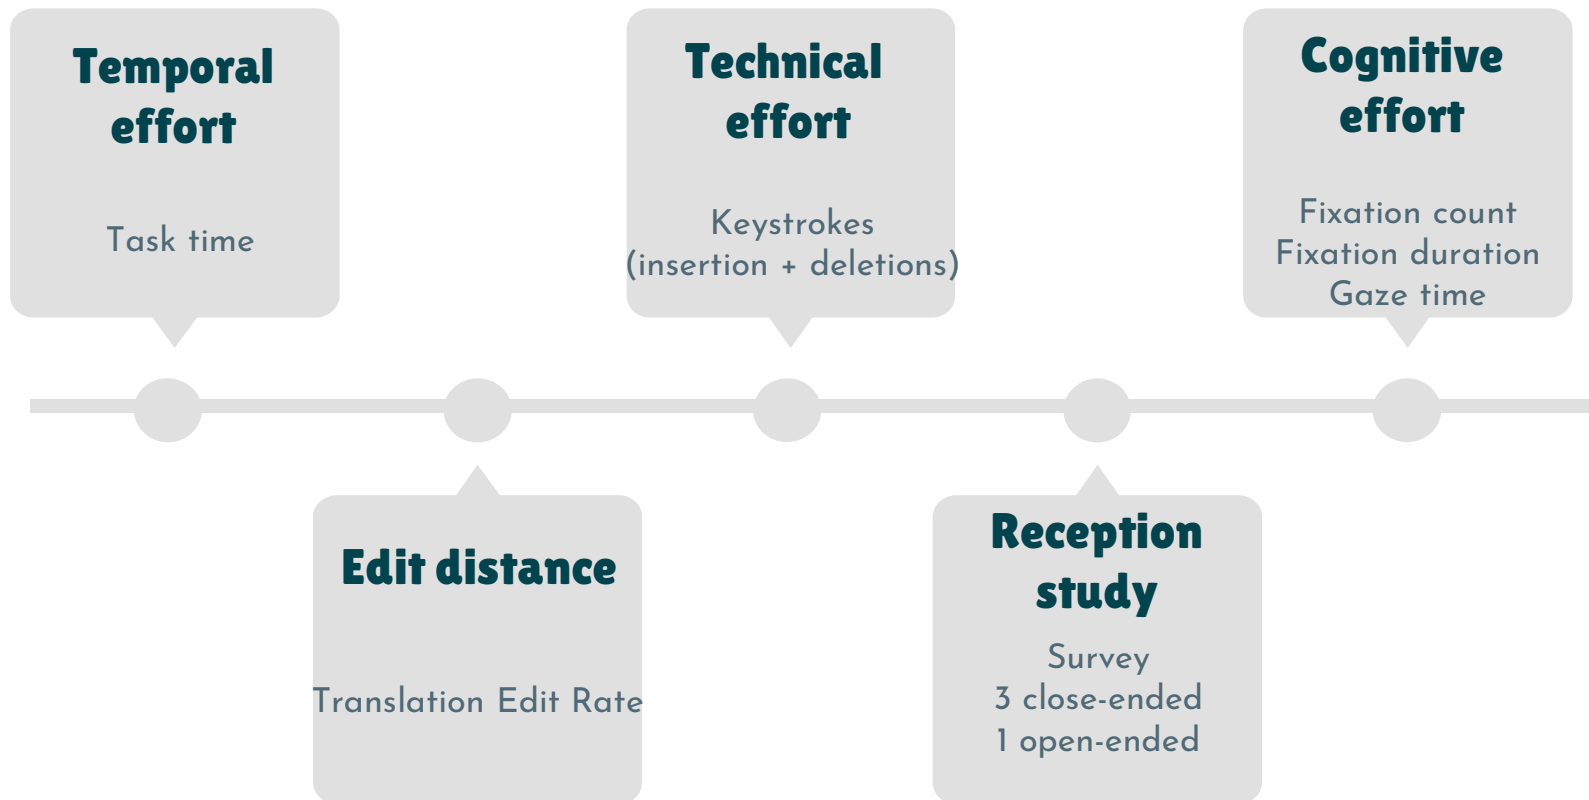 Temporal
effort
Task time
Technical
effort
Keystrokes
(insertion + deletions)
Cognitive
effort
Fixation count
Fixation duration
Gaze time
Edit distance
Translation Edit Rate
Reception
study
Survey
3 close-ended
1 open-ended